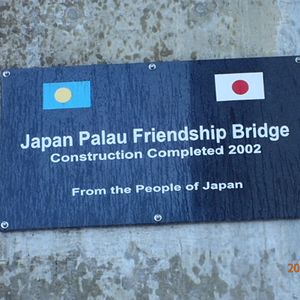 Japan Palau Friendship Bridge
Construction Completed 2002
From the People of Japan